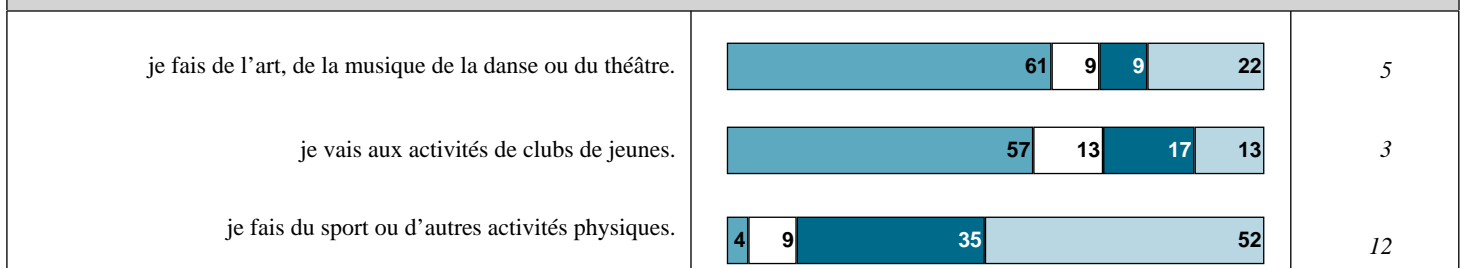 je fais de l’art, de la musique de la danse ou du théâtre. 61 9 9 22 5
je vais aux activités de clubs de jeunes. 57 13 17 13 3
je fais du sport ou d’autres activités physiques. 4 9 35 52 12